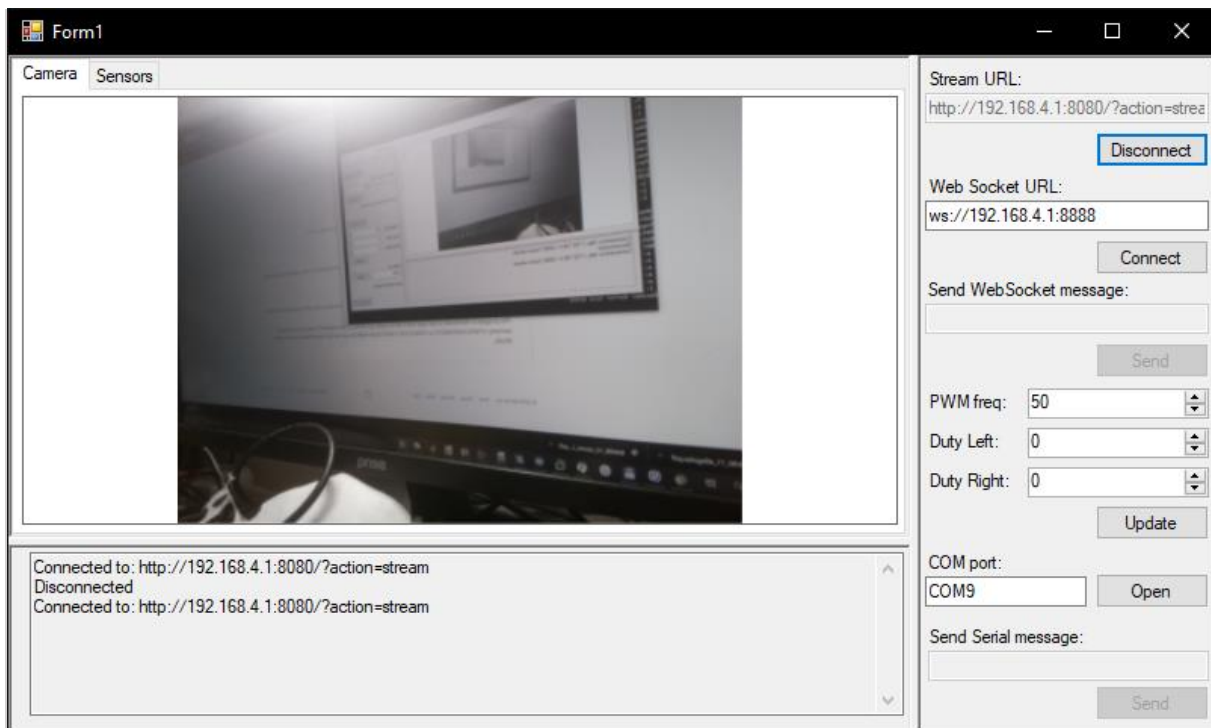 Form1
Camera
Sensors
Stream URL:
http://192.168.4.1:8080/?action=strea
Disconnect
Web Socket URL:
ws://192.168.4.1:8888
Connect
Send WebSocket message:
Send
PWM freq: 50
Duty Left: 0
Duty Right: 0
Update
COM port:
COM9
Open
Send Serial message:
Send
Connected to: http://192.168.4.1:8080/?action=stream
Disconnected
Connected to: http://192.168.4.1:8080/?action=stream